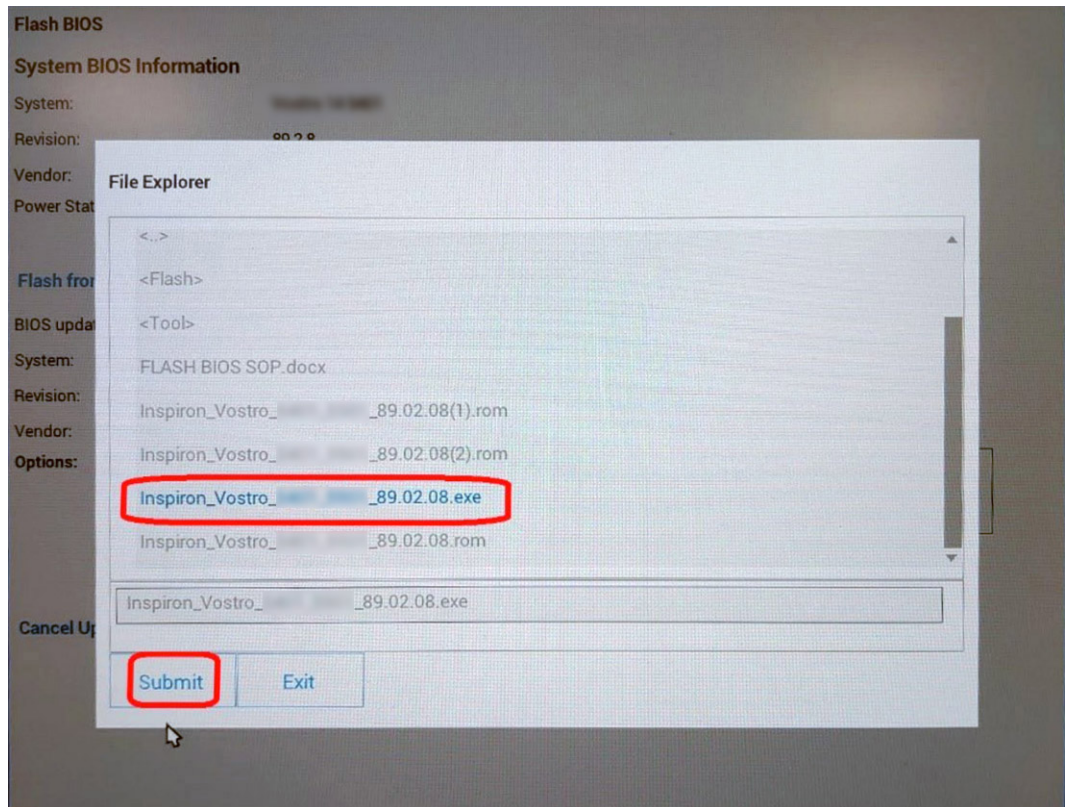 Flash BIOS
System BIOS Information
System:
Revision: 89.2.8
Vendor:
File Explorer
Power Stat
<..>
Flash fror
<Flash>
BIOS updat
<Tool>
System:
FLASH BIOS SOP.docx
Revision:
Inspiron_Vostro_ _89.02.08(1).rom
Vendor:
Inspiron_Vostro_ _89.02.08(2).rom
Options:
Inspiron_Vostro_ _89.02.08.exe
Inspiron_Vostro_ _89.02.08.rom
Inspiron_Vostro_ _89.02.08.exe
Cancel Up
Submit Exit